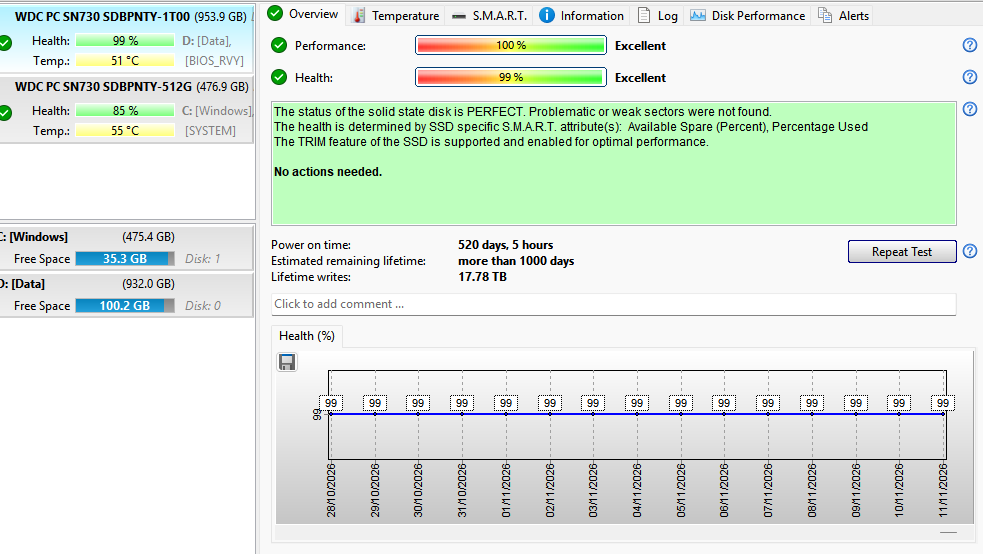 WDC PC SN730 SDBPNTY-1T00 (953.9 GB)
Health: 99 % D: [Data],
Temp.: 51 °C [BIOS_RVY]
WDC PC SN730 SDBPNTY-512G (476.9 GB)
Health: 85 % C: [Windows],
Temp.: 55 °C [SYSTEM]
C: [Windows] (475.4 GB)
Free Space 35.3 GB Disk: 1
D: [Data] (932.0 GB)
Free Space 100.2 GB Disk: 0
Overview Temperature S.M.A.R.T. Information Log Disk Performance Alerts
Performance: 100 % Excellent ?
Health: 99 % Excellent ?
The status of the solid state disk is PERFECT. Problematic or weak sectors were not found. ?
The health is determined by SSD specific S.M.A.R.T. attribute(s): Available Spare (Percent), Percentage Used
The TRIM feature of the SSD is supported and enabled for optimal performance.
No actions needed.
Power on time: 520 days, 5 hours
Estimated remaining lifetime: more than 1000 days
Lifetime writes: 17.78 TB
Repeat Test ?
Click to add comment ...
Health (%)
99 99 99 99 99 99 99 99 99 99 99 99 99 99 99
99
28/10/2026 29/10/2026 30/10/2026 31/10/2026 01/11/2026 02/11/2026 03/11/2026 04/11/2026 05/11/2026 06/11/2026 07/11/2026 08/11/2026 09/11/2026 10/11/2026 11/11/2026